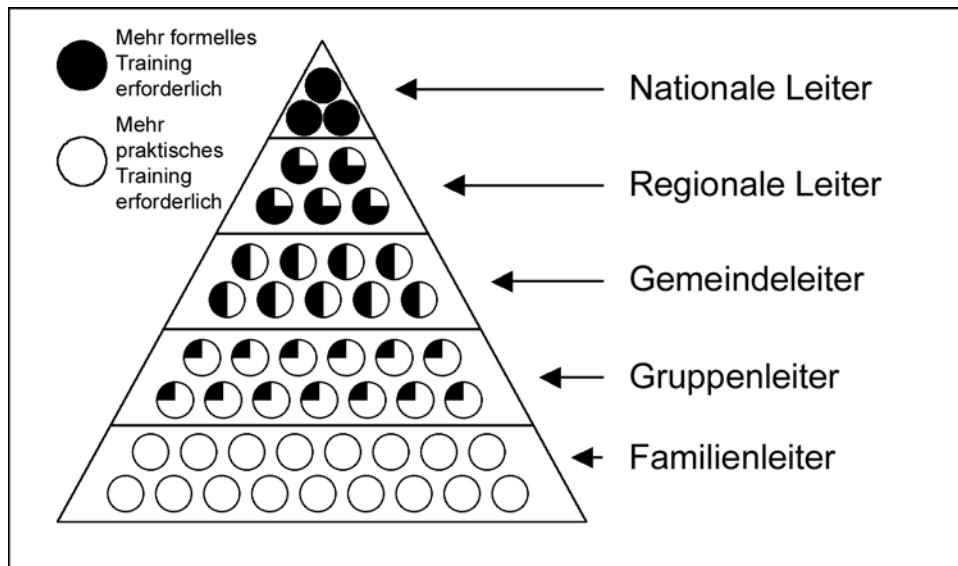 Mehr formelles
Training
erforderlich
Mehr
praktisches
Training
erforderlich
Nationale Leiter
Regionale Leiter
Gemeindeleiter
Gruppenleiter
Familienleiter